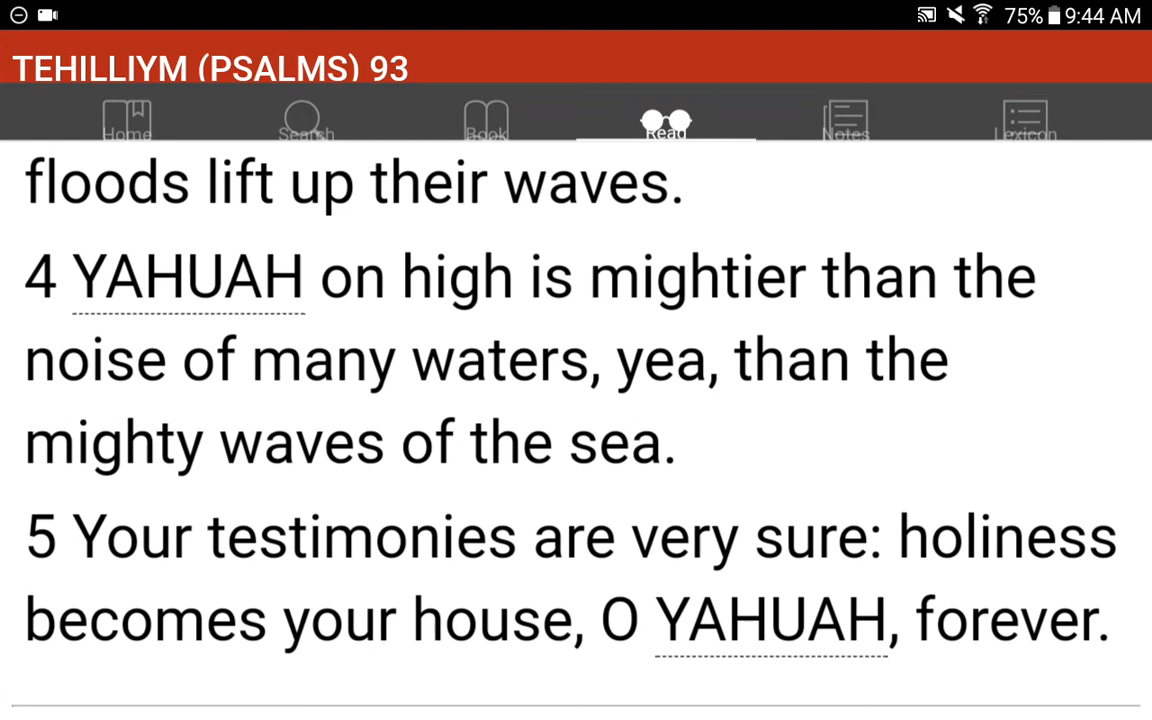 75% 9:44 AM
TEHILLIYM (PSALMS) 93
Home Search Book Read Notes Lexicon
floods lift up their waves.
4 YAHUAH on high is mightier than the
noise of many waters, yea, than the
mighty waves of the sea.
5 Your testimonies are very sure: holiness
becomes your house, O YAHUAH, forever.